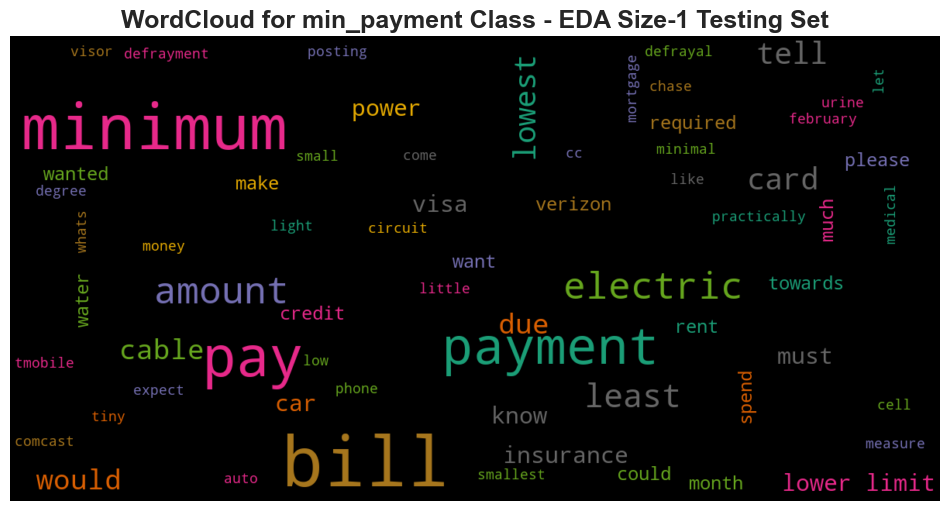 WordCloud for min_payment Class - EDA Size-1 Testing Set
visor
defrayment
posting
defrayal
tell
lowest
mortgage
let
chase
minimum
power
urine
february
required
small
come
cc
minimal
please
wanted
degree
make
like
card
visa
verizon
practically
much
medical
whats
light
circuit
money
want
water
amount
little
electric
towards
credit
due
rent
cable
pay
low
payment
must
tmobile
expect
phone
least
spend
car
know
tiny
cell
comcast
bill
insurance
measure
would
auto
smallest
could
month
lower limit